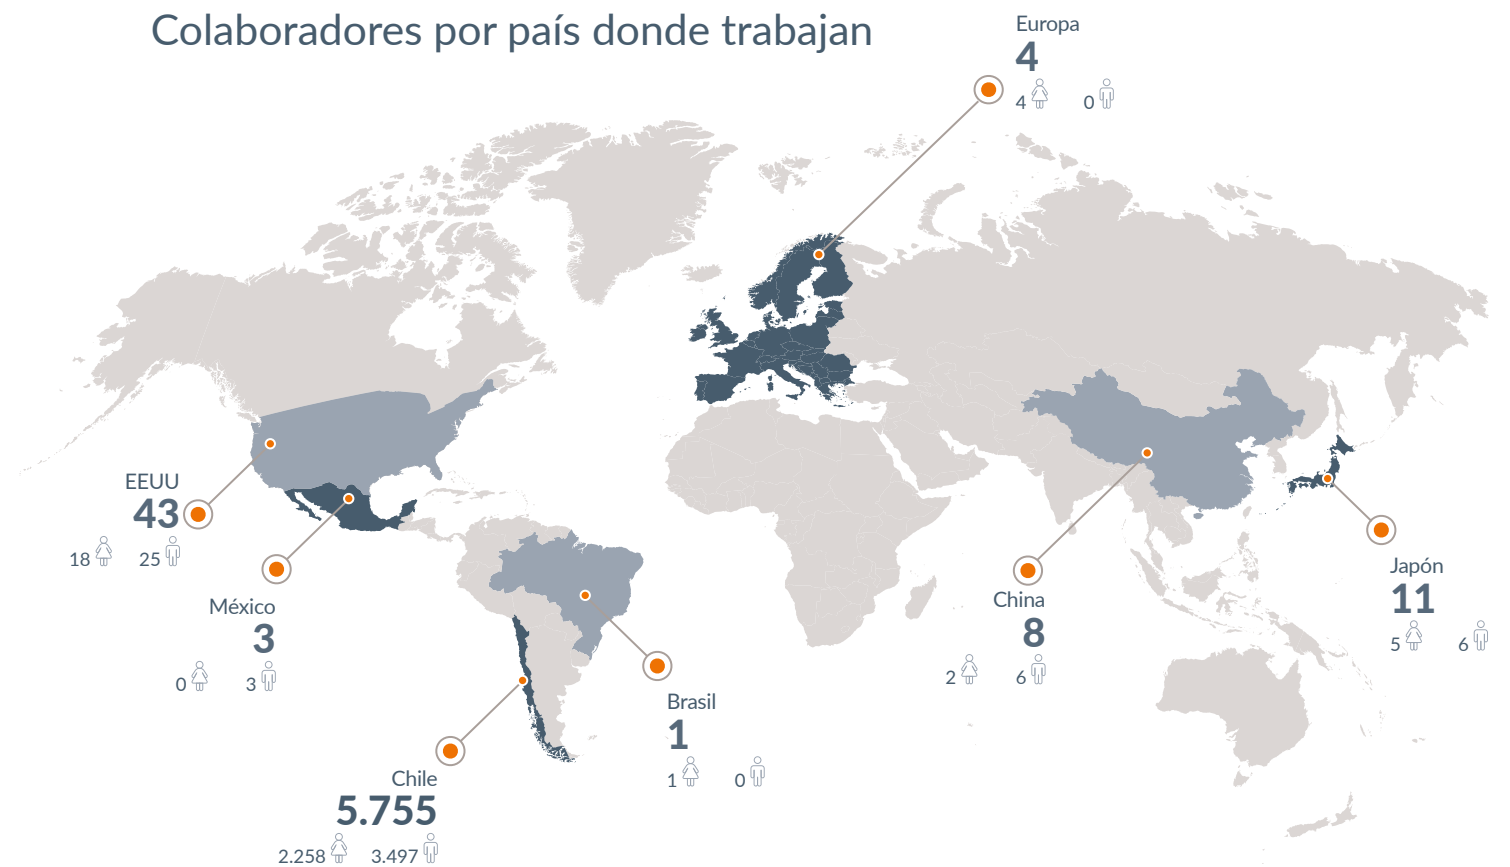 Colaboradores por país donde trabajan
Europa
4
4 0
EEUU
43
18 25
México
3
0 3
Chile
5.755
2.258 3.497
Brasil
1
1 0
China
8
2 6
Japón
11
5 6